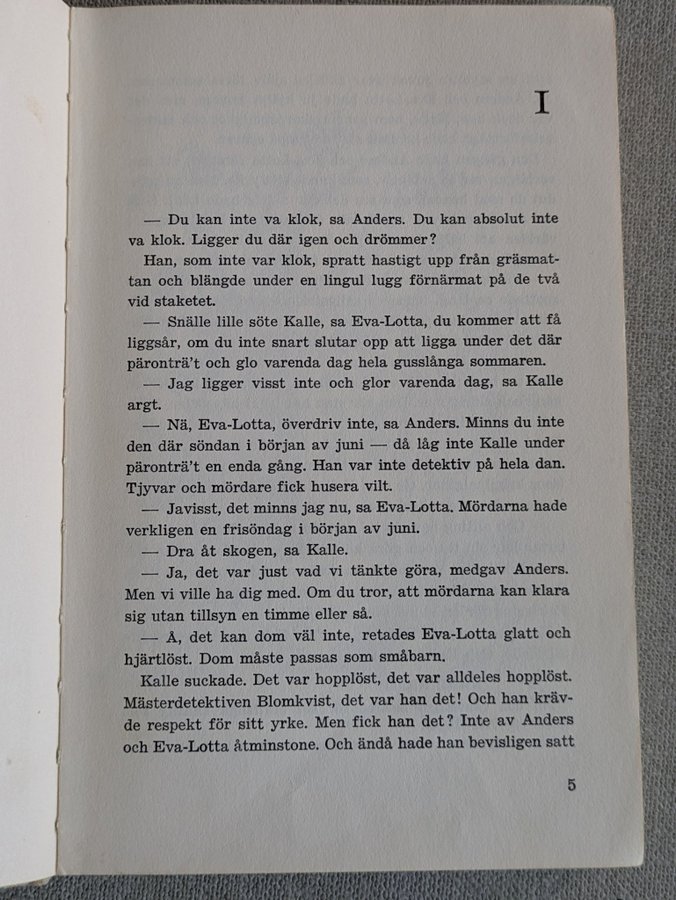 I
— Du kan inte va klok, sa Anders. Du kan absolut inte
va klok. Ligger du där igen och drömmer?
Han, som inte var klok, spratt hastigt upp från gräsmat-
tan och blängde under en lingul lugg förnärmat på de två
vid staketet.
— Snälle lille söte Kalle, sa Eva-Lotta, du kommer att få
liggsår, om du inte snart slutar opp att ligga under det där
päronträ't och glo varenda dag hela gusslånga sommaren.
— Jag ligger visst inte och glor varenda dag, sa Kalle
argt.
— Nä, Eva-Lotta, överdriv inte, sa Anders. Minns du inte
den där söndan i början av juni — då låg inte Kalle under
päronträ't en enda gång. Han var inte detektiv på hela dan.
Tjyvar och mördare fick husera vilt.
— Javisst, det minns jag nu, sa Eva-Lotta. Mördarna hade
verkligen en frisöndag i början av juni.
— Dra åt skogen, sa Kalle.
— Ja, det var just vad vi tänkte göra, medgav Anders.
Men vi ville ha dig med. Om du tror, att mördarna kan klara
sig utan tillsyn en timme eller så.
— Å, det kan dom väl inte, retades Eva-Lotta glatt och
hjärtlöst. Dom måste passas som småbarn.
Kalle suckade. Det var hopplöst, det var alldeles hopplöst.
Mästerdetektiven Blomkvist, det var han det! Och han kräv-
de respekt för sitt yrke. Men fick han det? Inte av Anders
och Eva-Lotta åtminstone. Och ändå hade han bevisligen satt
5